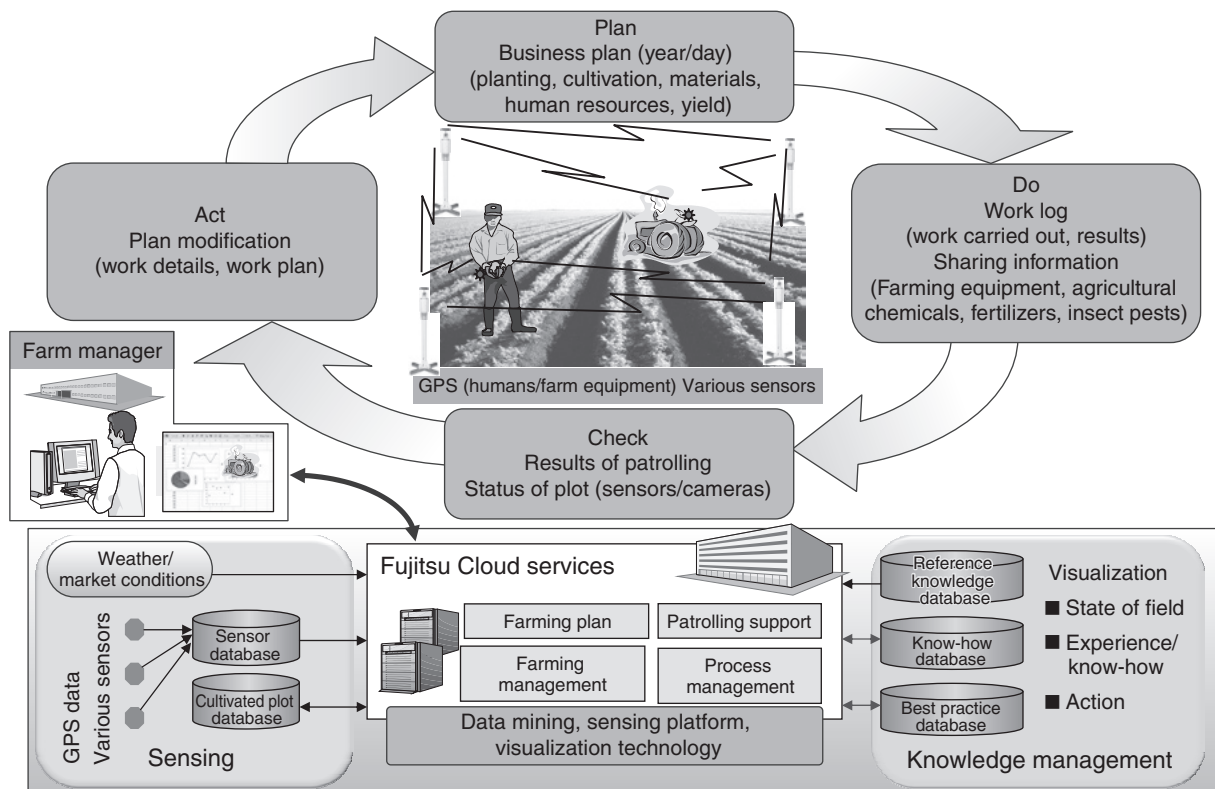 Plan
Business plan (year/day)
(planting, cultivation, materials,
human resources, yield)
Act
Plan modification
(work details, work plan)
Do
Work log
(work carried out, results)
Sharing information
(Farming equipment, agricultural
chemicals, fertilizers, insect pests)
GPS (humans/farm equipment) Various sensors
Farm manager
Check
Results of patrolling
Status of plot (sensors/cameras)
Weather/
market conditions
GPS data
Various sensors
Sensor
database
Cultivated plot
database
Sensing
Fujitsu Cloud services
Farming plan
Patrolling support
Farming
management
Process
management
Data mining, sensing platform,
visualization technology
Reference
knowledge
database
Know-how
database
Best practice
database
Visualization
■ State of field
■ Experience/
know-how
■ Action
Knowledge management